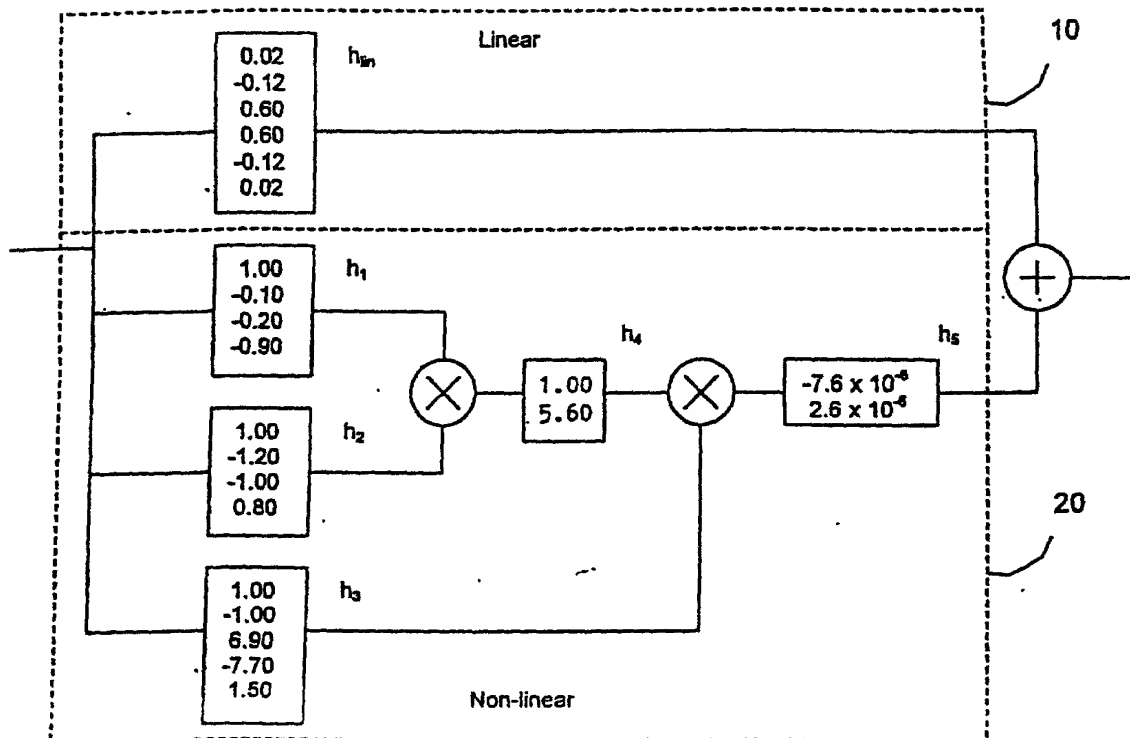 Linear
10
h_lin
0.02
-0.12
0.60
0.60
-0.12
0.02
h₁
1.00
-0.10
-0.20
-0.90
h₂
1.00
-1.20
-1.00
0.80
h₃
1.00
-1.00
6.90
-7.70
1.50
h₄
1.00
5.60
h₅
-7.6 x 10⁻⁶
2.6 x 10⁻⁶
20
Non-linear